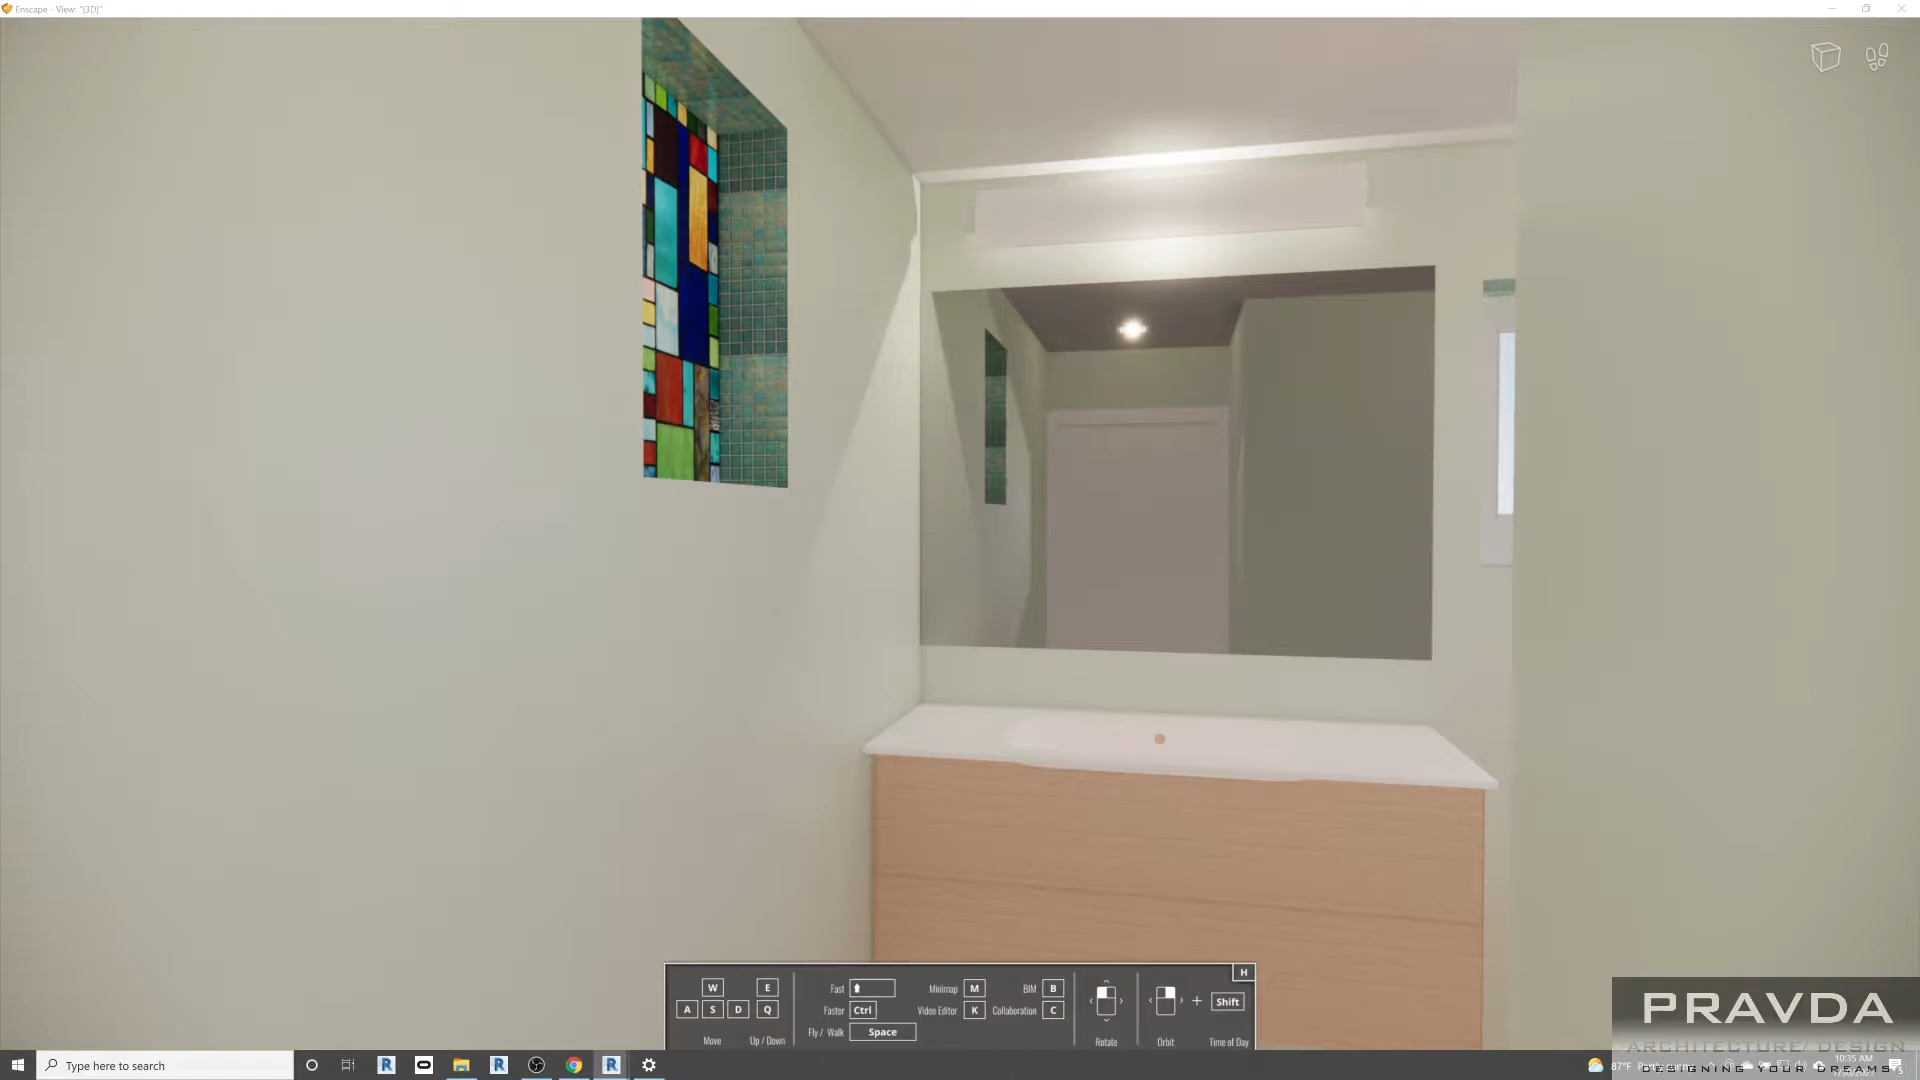 Enscape - View: "{3D}"
W
E
A S D Q
Move
Up / Down
Fast
Faster Ctrl
Fly / Walk Space
Minimap M
Video Editor K
BIM B
Collaboration C
Rotate
Orbit
+ Shift
Time of Day
H
PRAVDA
ARCHITECTURE/ DESIGN
DESIGNING YOUR DREAMS
Type here to search
87°F
10:35 AM